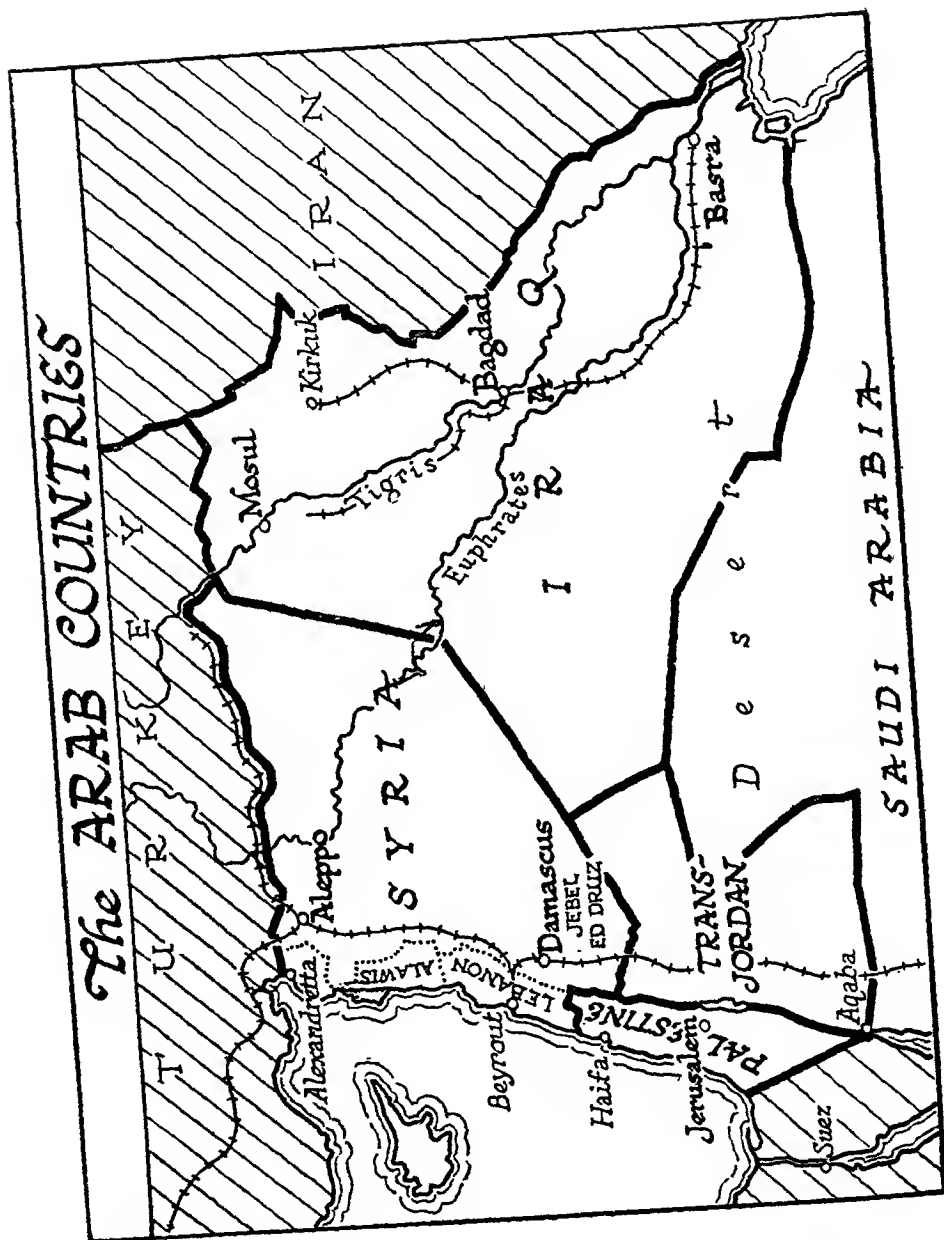 The ARAB COUNTRIES
TURKEY
IRAN
Alexandretta
Aleppo
Mosul
Kirkuk
Tigris
ALAWIS
SYRIA
Euphrates
Bagdad
Beyrout
LEBANON
IRAQ
Damascus
JEBEL
ED DRUZ
Haifa
PALESTINE
Jerusalem
TRANS-
JORDAN
Desert
Basra
Suez
Aqaba
SAUDI ARABIA